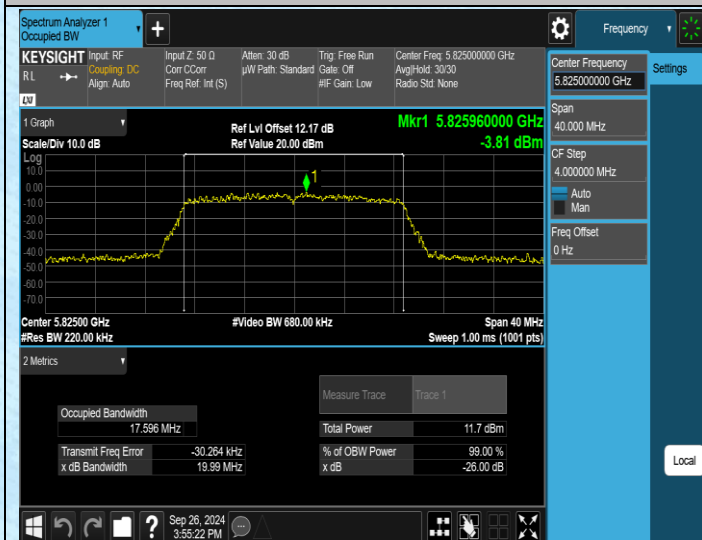 Spectrum Analyzer 1
Occupied BW
Frequency
KEYSIGHT
RL
LXI
Input: RF
Coupling: DC
Align: Auto
Input Z: 50 Ω
Corr CCorr
Freq Ref: Int (S)
Atten: 30 dB
µW Path: Standard
Trig: Free Run
Gate: Off
#IF Gain: Low
Center Freq: 5.825000000 GHz
Avg|Hold: 30/30
Radio Std: None
Center Frequency
5.825000000 GHz
Settings
Span
40.000 MHz
CF Step
4.000000 MHz
Auto
Man
Freq Offset
0 Hz
Local
1 Graph
Scale/Div 10.0 dB
Ref Lvl Offset 12.17 dB
Ref Value 20.00 dBm
Mkr1 5.825960000 GHz
-3.81 dBm
Log
10.0
0.00
-10.0
-20.0
-30.0
-40.0
-50.0
-60.0
-70.0
1
Center 5.82500 GHz
#Res BW 220.00 kHz
#Video BW 680.00 kHz
Span 40 MHz
Sweep 1.00 ms (1001 pts)
2 Metrics
Measure Trace
Trace 1
Occupied Bandwidth
17.596 MHz
Total Power 11.7 dBm
Transmit Freq Error -30.264 kHz
% of OBW Power 99.00 %
x dB Bandwidth 19.99 MHz
x dB -26.00 dB
Sep 26, 2024
3:55:22 PM